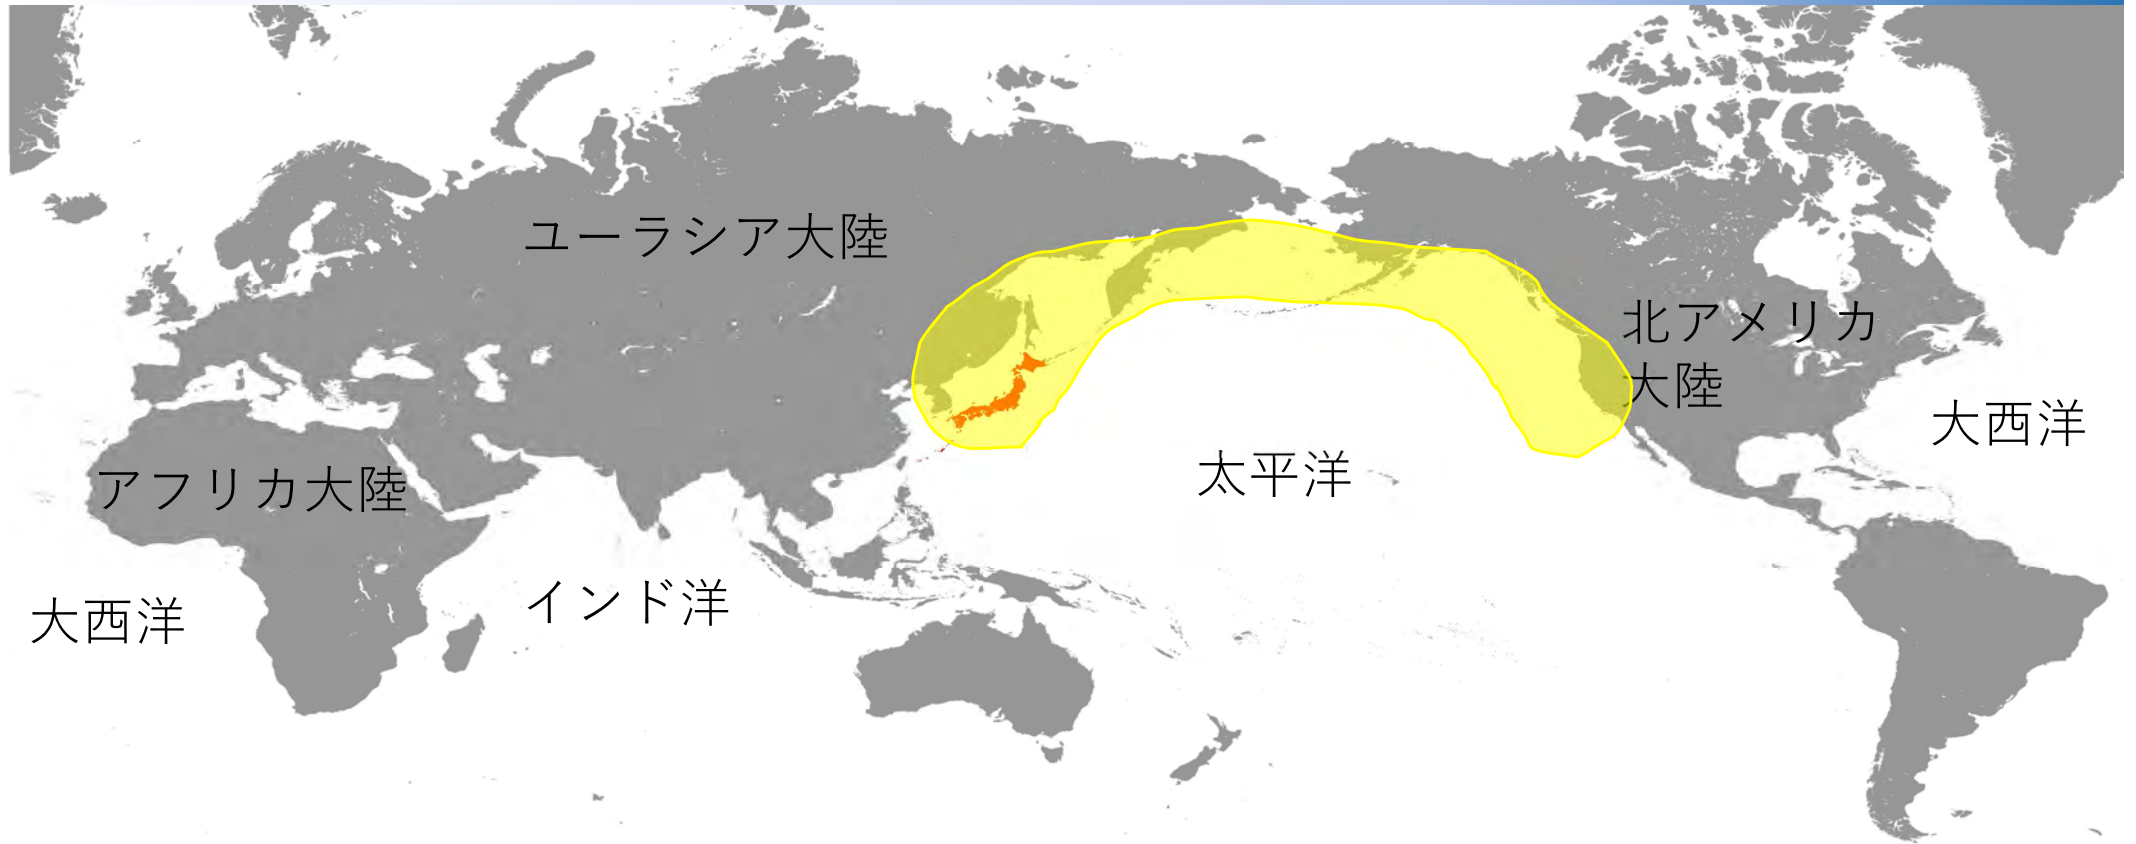 ユーラシア大陸
北アメリカ
大陸
大西洋
アフリカ大陸
太平洋
大西洋
インド洋